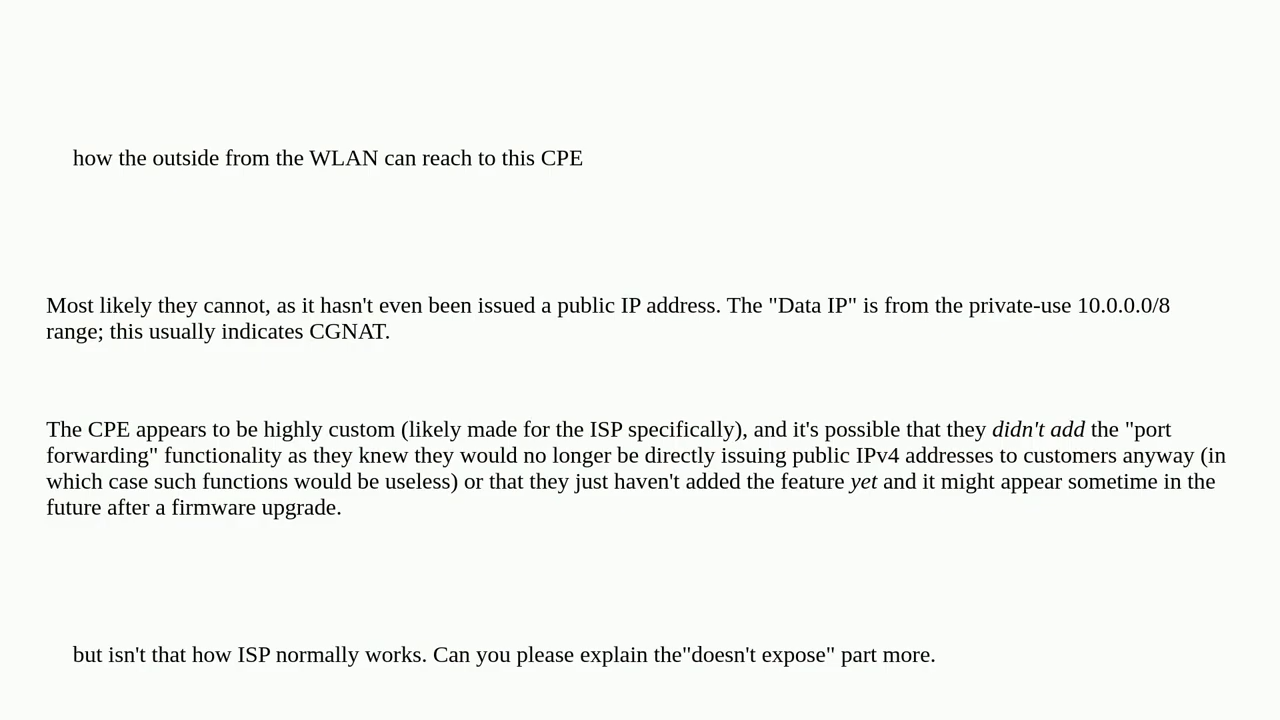 how the outside from the WLAN can reach to this CPE
Most likely they cannot, as it hasn't even been issued a public IP address. The "Data IP" is from the private-use 10.0.0.0/8
range; this usually indicates CGNAT.
The CPE appears to be highly custom (likely made for the ISP specifically), and it's possible that they didn't add the "port
forwarding" functionality as they knew they would no longer be directly issuing public IPv4 addresses to customers anyway (in
which case such functions would be useless) or that they just haven't added the feature yet and it might appear sometime in the
future after a firmware upgrade.
but isn't that how ISP normally works. Can you please explain the"doesn't expose" part more.